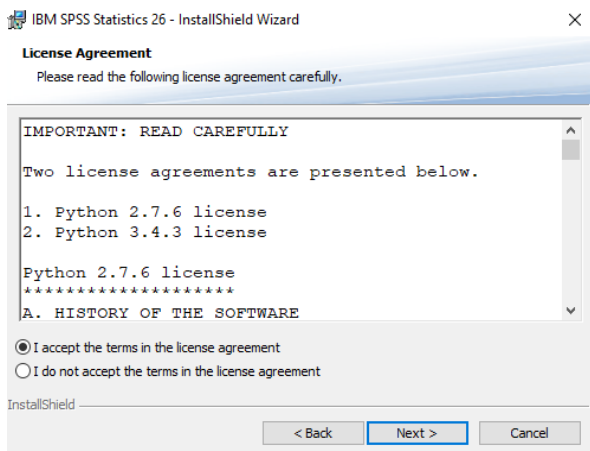 IBM SPSS Statistics 26 - InstallShield Wizard
License Agreement
Please read the following license agreement carefully.
IMPORTANT: READ CAREFULLY
Two license agreements are presented below.
1. Python 2.7.6 license
2. Python 3.4.3 license
Python 2.7.6 license
********************
A. HISTORY OF THE SOFTWARE
I accept the terms in the license agreement
I do not accept the terms in the license agreement
InstallShield
< Back Next > Cancel